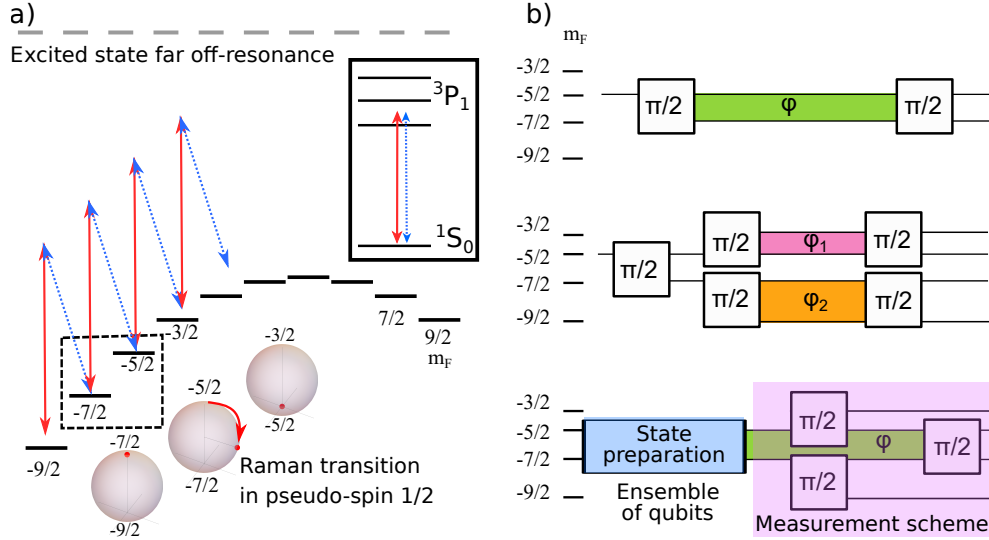 a)
Excited state far off-resonance
³P₁
¹S₀
-9/2
-7/2
-5/2
-3/2
7/2
9/2
m_F
-7/2
-9/2
-5/2
-7/2
-3/2
-5/2
Raman transition
in pseudo-spin 1/2
b)
m_F
-3/2
-5/2
-7/2
-9/2
π/2
φ
π/2
-3/2
-5/2
-7/2
-9/2
π/2
π/2
φ₁
π/2
π/2
φ₂
π/2
-3/2
-5/2
-7/2
-9/2
State
preparation
Ensemble
of qubits
π/2
π/2
φ
π/2
Measurement scheme